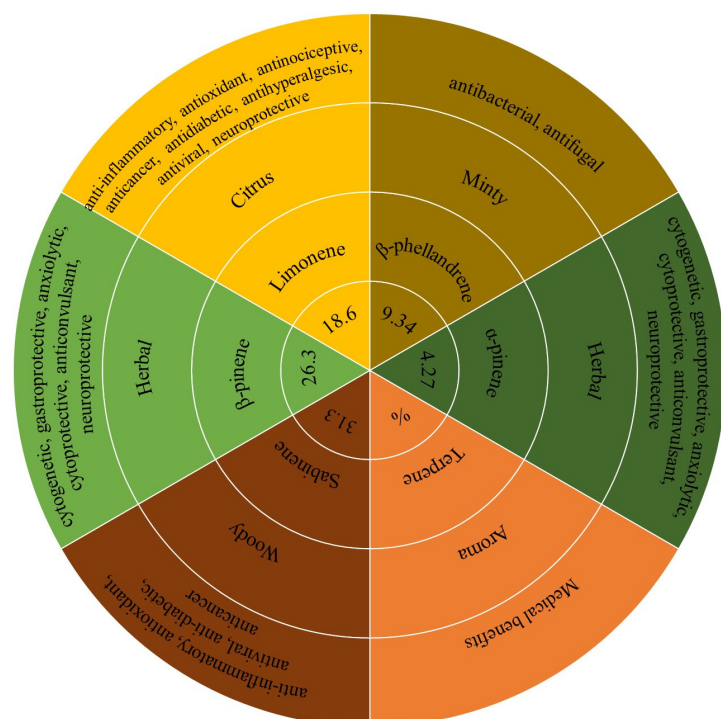 anti-inflammatory, antioxidant, antinociceptive,
anticancer, antidiabetic, antihyperalgesic,
antiviral, neuroprotective
Citrus
Limonene
18.6
antibacterial, antifugal
Minty
β-phellandrene
9.34
cytogenetic, gastroprotective, anxiolytic,
cytoprotective, anticonvulsant,
neuroprotective
Herbal
α-pinene
4.27
%
Terpene
Aroma
Medical benefits
31.3
Sabinene
Woody
anti-inflammatory, antioxidant,
antiviral, anti-diabetic,
anticancer
cytogenetic, gastroprotective, anxiolytic,
cytoprotective, anticonvulsant,
neuroprotective
Herbal
β-pinene
26.3